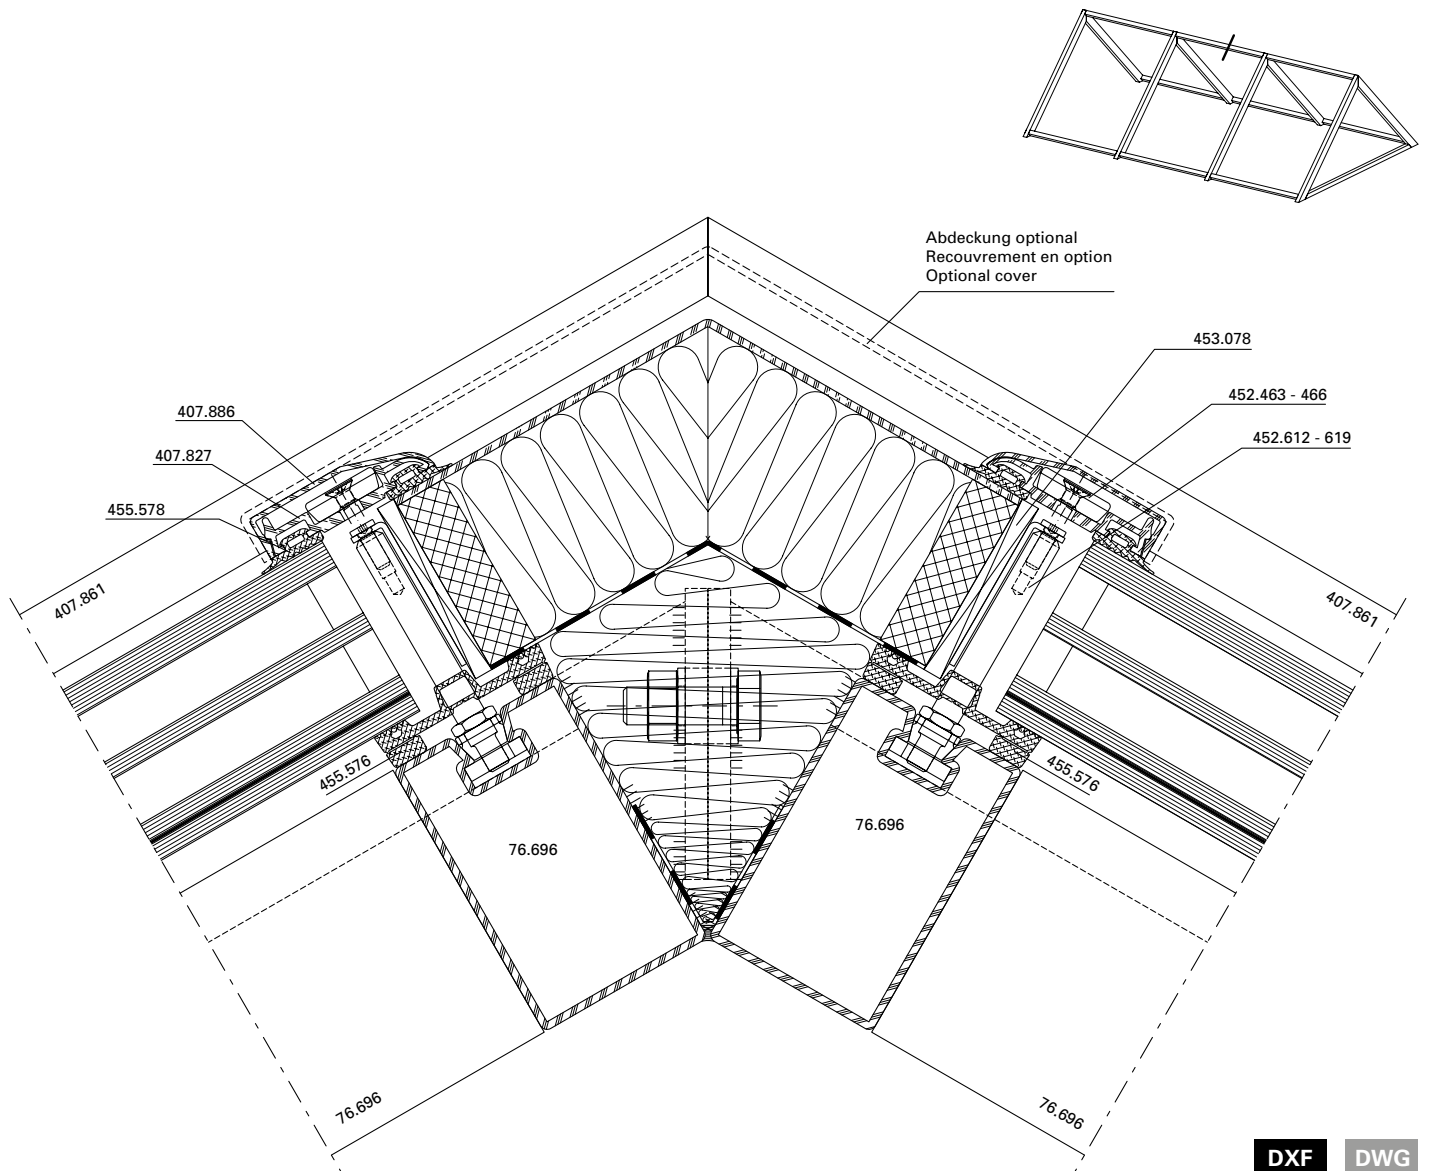 Abdeckung optional
Recouvrement en option
Optional cover
453.078
452.463 - 466
452.612 - 619
407.886
407.827
455.578
407.861
407.861
455.576
455.576
76.696
76.696
76.696
76.696
DXF
DWG